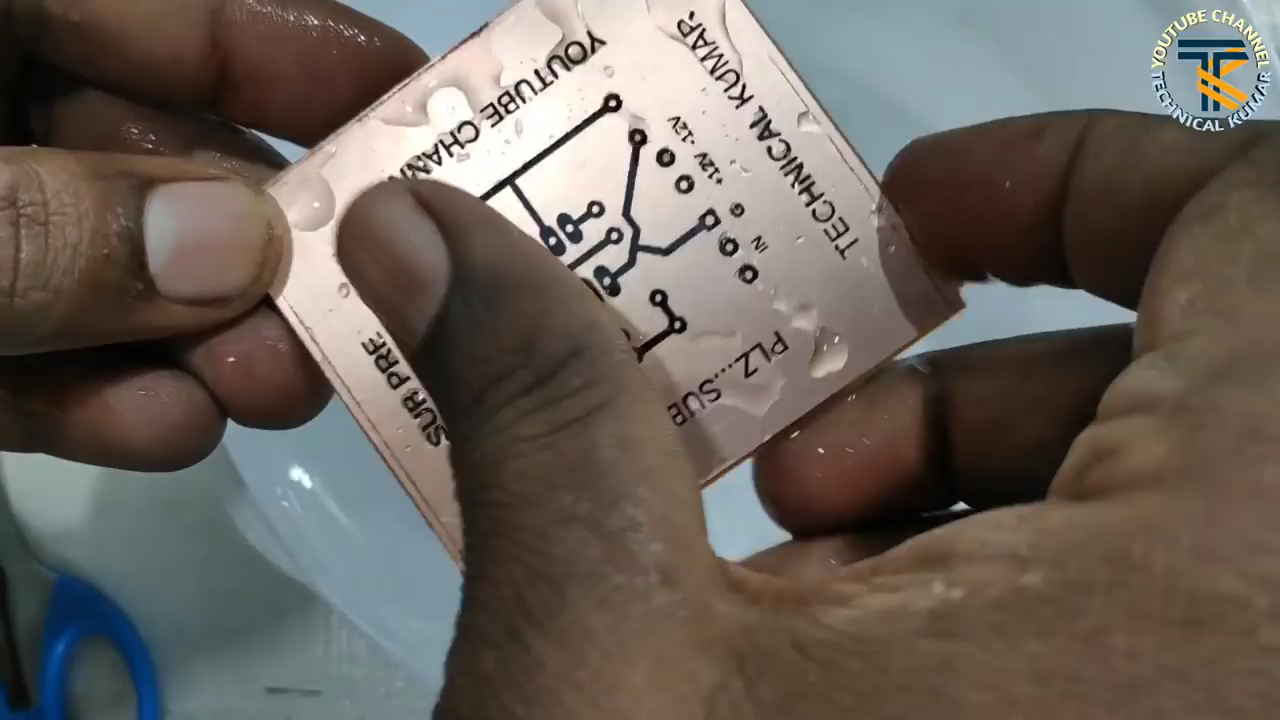 YOUTUBE CHANNEL
TECHNICAL KUMAR
YOUTUBE CHAN
TECHNICAL KUMAR
+12V -12V
G
IN
SUB PRE
PLZ...SUB